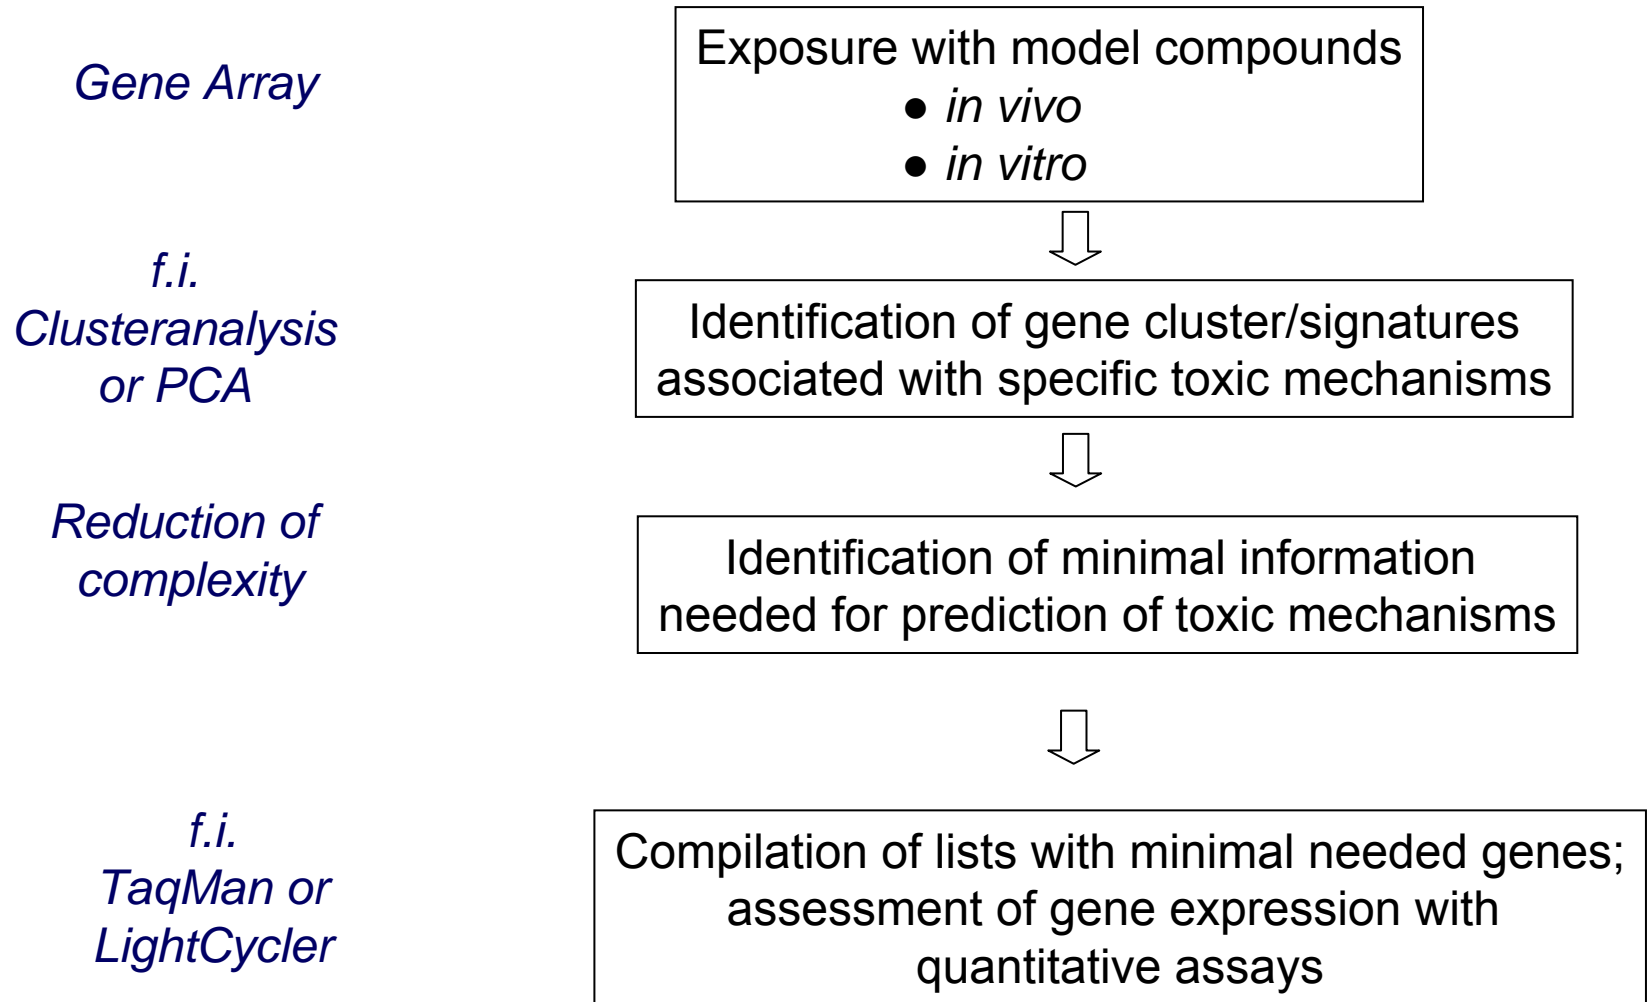 Gene Array
Exposure with model compounds
● in vivo
● in vitro
f.i.
Clusteranalysis
or PCA
Identification of gene cluster/signatures
associated with specific toxic mechanisms
Reduction of
complexity
Identification of minimal information
needed for prediction of toxic mechanisms
f.i.
TaqMan or
LightCycler
Compilation of lists with minimal needed genes;
assessment of gene expression with
quantitative assays